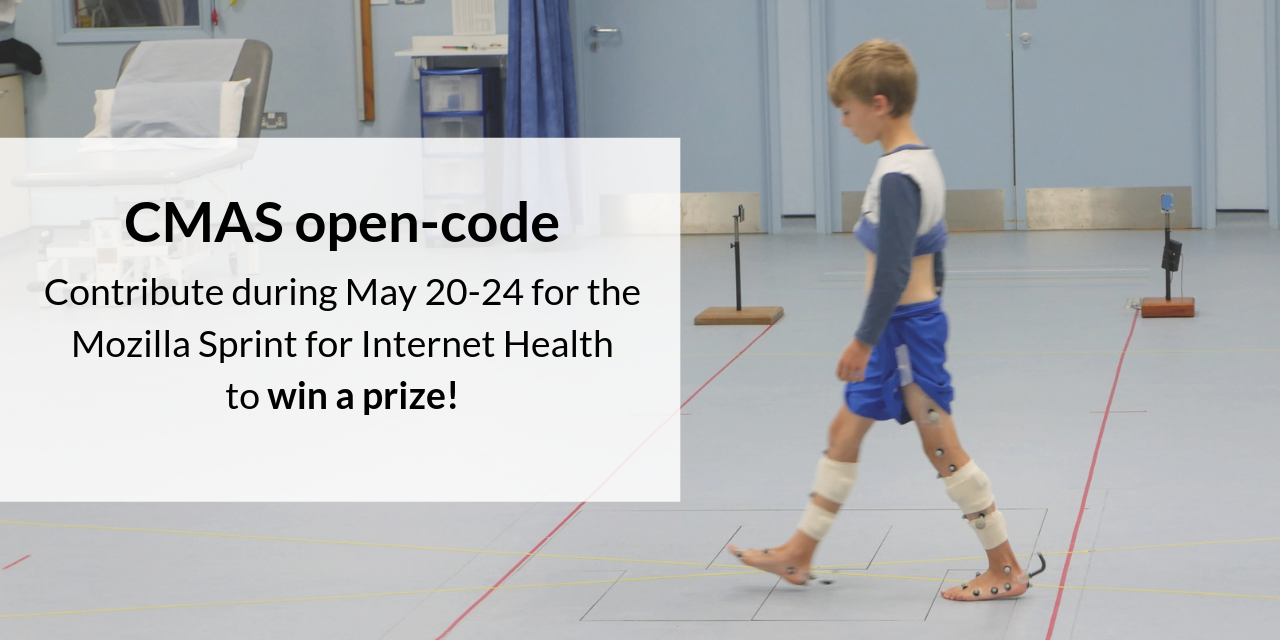 CMAS open-code
Contribute during May 20-24 for the
Mozilla Sprint for Internet Health
to win a prize!